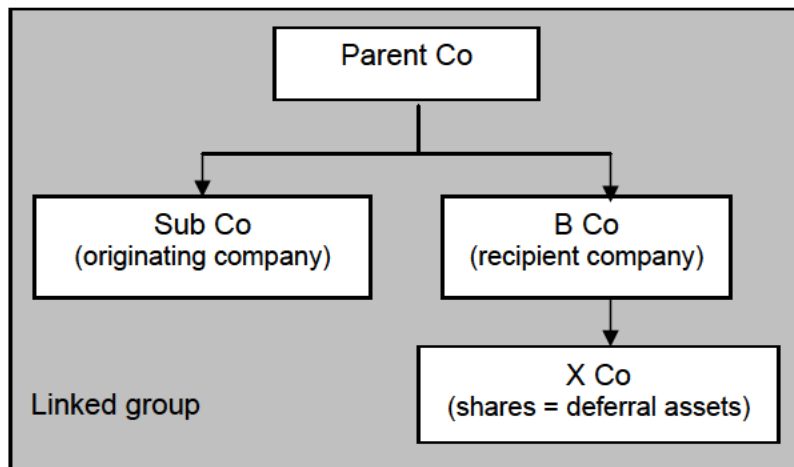 Parent Co
Sub Co
(originating company)
B Co
(recipient company)
X Co
(shares = deferral assets)
Linked group